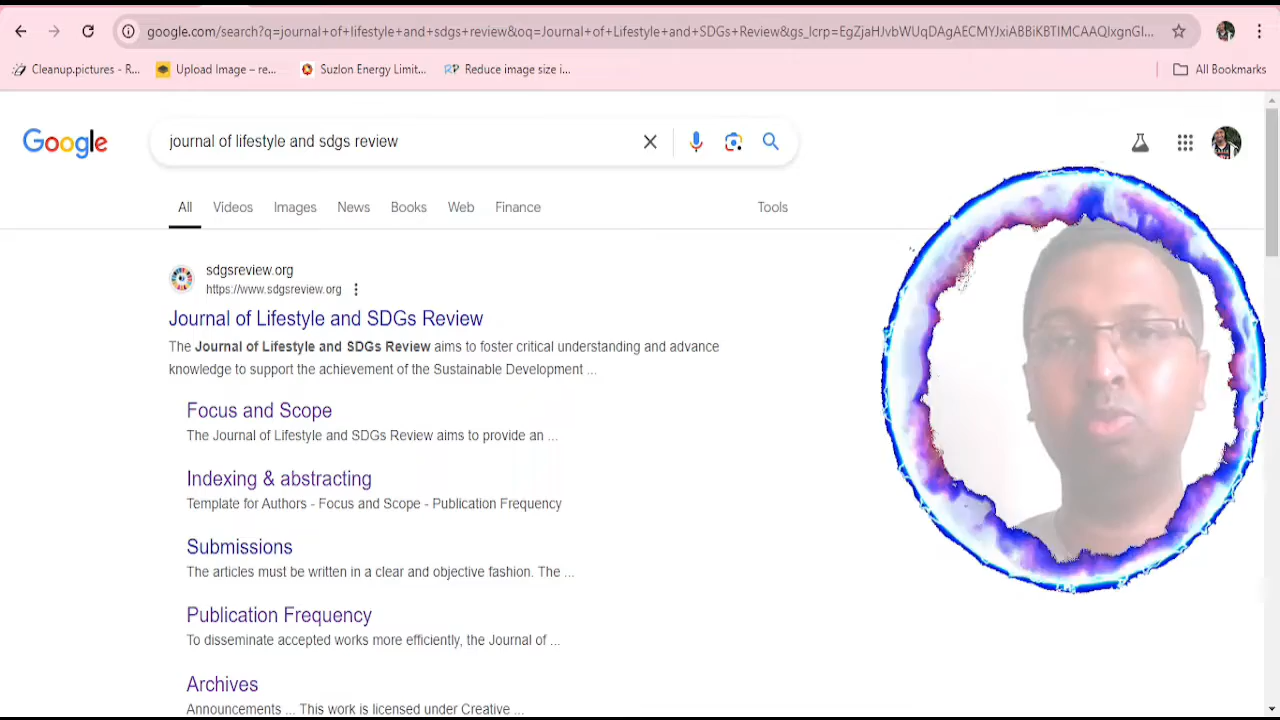 google.com/search?q=journal+of+lifestyle+and+sdgs+review&oq=Journal+of+Lifestyle+and+SDGs+Review&gs_lcrp=EgZjaHJvbWUqDAgAECMYJxiABBiKBTIMCAAQIxgnGI...
Cleanup.pictures - R... Upload Image – re... Suzlon Energy Limit... RP Reduce image size i... All Bookmarks
Google journal of lifestyle and sdgs review
All Videos Images News Books Web Finance Tools
sdgsreview.org
https://www.sdgsreview.org
Journal of Lifestyle and SDGs Review
The Journal of Lifestyle and SDGs Review aims to foster critical understanding and advance
knowledge to support the achievement of the Sustainable Development ...
Focus and Scope
The Journal of Lifestyle and SDGs Review aims to provide an ...
Indexing & abstracting
Template for Authors - Focus and Scope - Publication Frequency
Submissions
The articles must be written in a clear and objective fashion. The ...
Publication Frequency
To disseminate accepted works more efficiently, the Journal of ...
Archives
Announcements ... This work is licensed under Creative ...